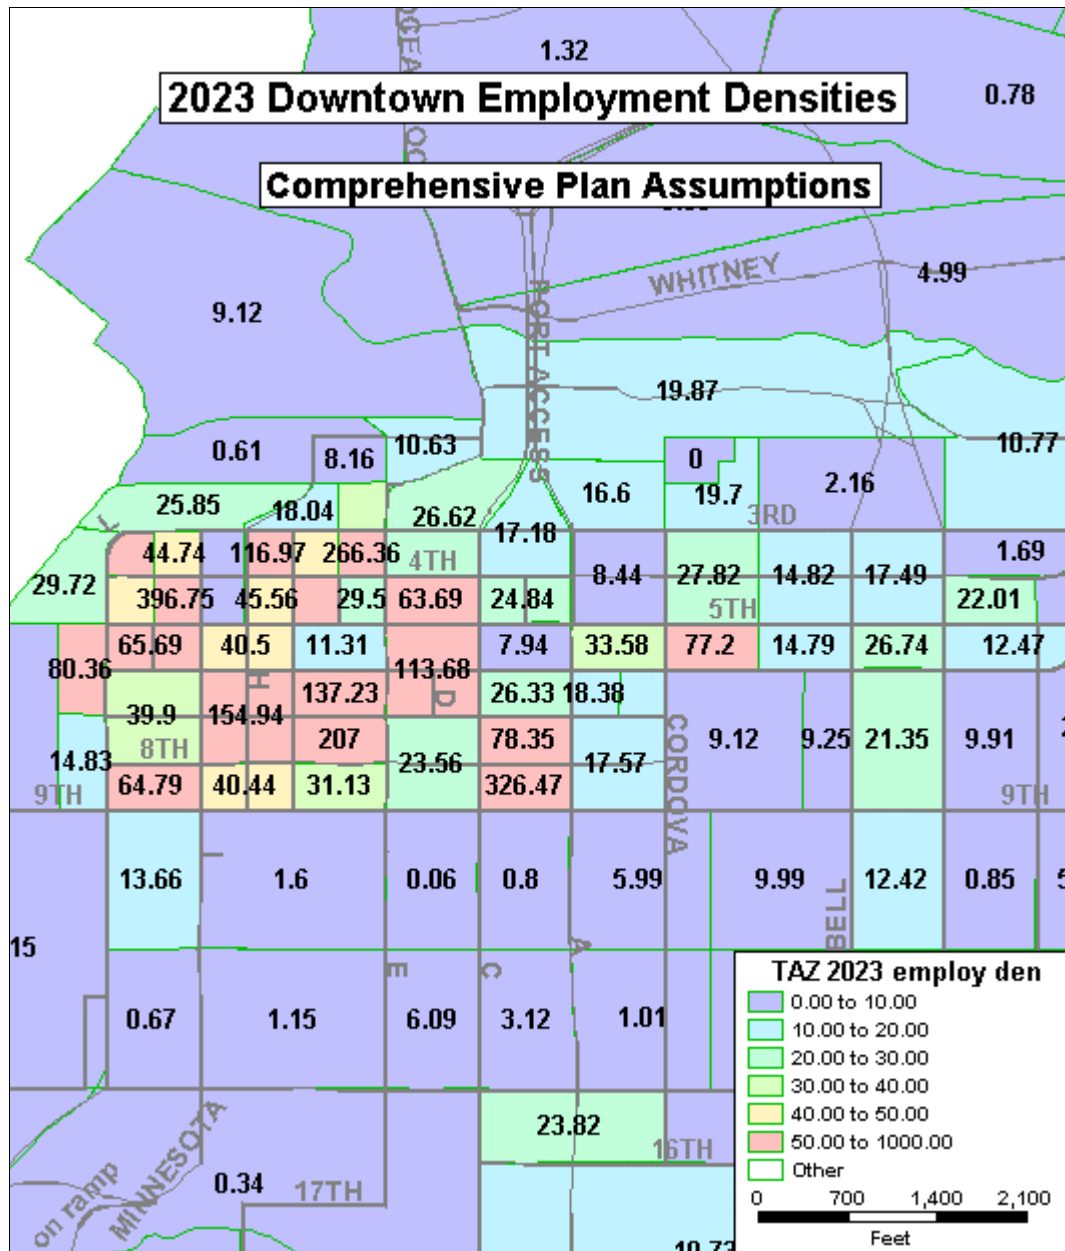 1.32
2023 Downtown Employment Densities
0.78
Comprehensive Plan Assumptions
WHITNEY
4.99
9.12
PORT ACCESS
19.87
0.61
8.16
10.63
0
10.77
25.85
18.04
26.62
16.6
19.7
2.16
3RD
L
17.18
44.74
116.97
266.36
4TH
1.69
29.72
8.44
27.82
14.82
17.49
396.75
45.56
29.5
63.69
24.84
5TH
22.01
65.69
40.5
11.31
7.94
33.58
77.2
14.79
26.74
12.47
80.36
113.68
H
137.23
D
26.33
18.38
39.9
154.94
CORDOVA
8TH
207
78.35
9.12
9.25
21.35
9.91
14.83
23.56
17.57
9TH
64.79
40.44
31.13
326.47
9TH
13.66
1.6
0.06
0.8
5.99
9.99
12.42
0.85
BELL
15
A
E
C
0.67
1.15
6.09
3.12
1.01
MINNESOTA
23.82
16TH
on ramp
0.34
17TH
TAZ 2023 employ den
0.00 to 10.00
10.00 to 20.00
20.00 to 30.00
30.00 to 40.00
40.00 to 50.00
50.00 to 1000.00
Other
0 700 1,400 2,100
Feet